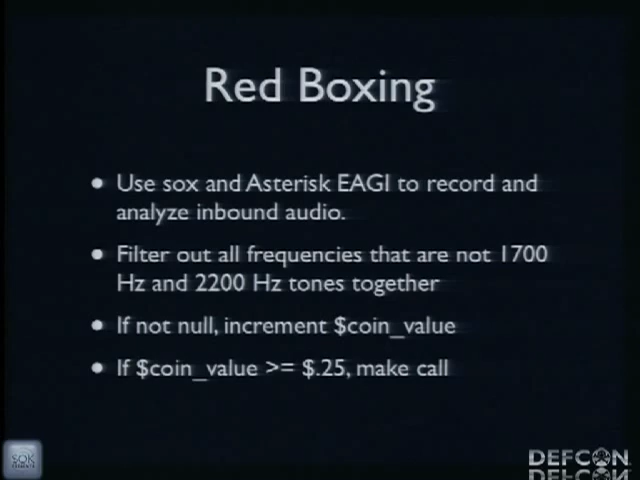 Red Boxing
• Use sox and Asterisk EAGI to record and
analyze inbound audio.
• Filter out all frequencies that are not 1700
Hz and 2200 Hz tones together
• If not null, increment $coin_value
• If $coin_value >= $.25, make call
DEFCON